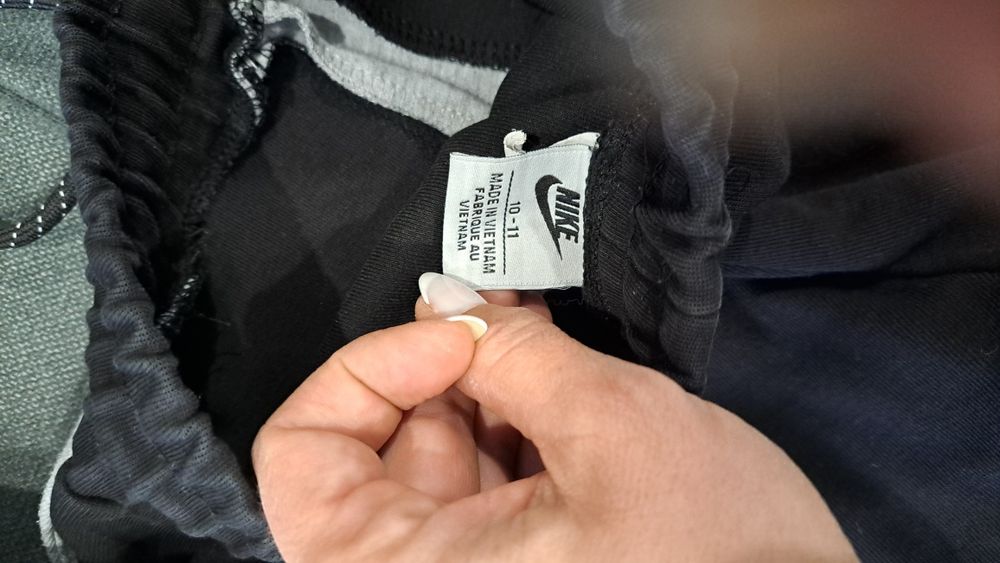 NIKE
10-11
MADE IN VIETNAM
FABRIQUE AU
VIETNAM